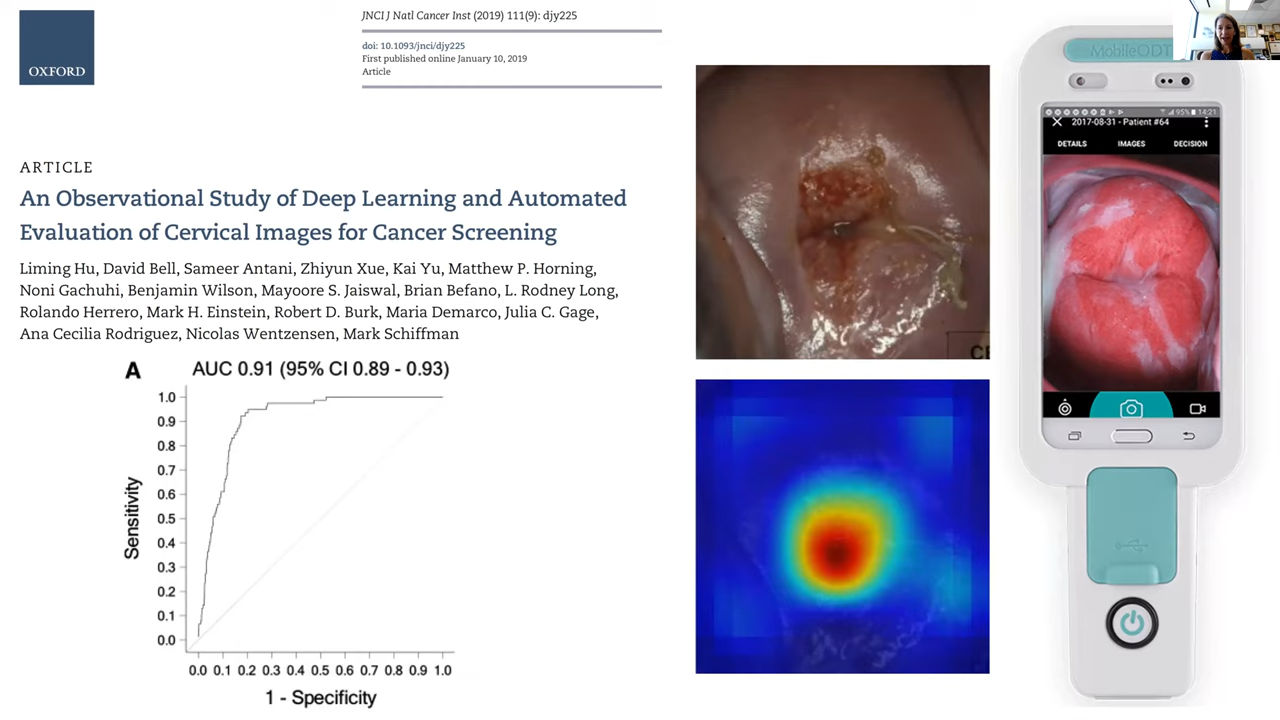 OXFORD
JNCI J Natl Cancer Inst (2019) 111(9): djy225
doi: 10.1093/jnci/djy225
First published online January 10, 2019
Article
ARTICLE
An Observational Study of Deep Learning and Automated
Evaluation of Cervical Images for Cancer Screening
Liming Hu, David Bell, Sameer Antani, Zhiyun Xue, Kai Yu, Matthew P. Horning,
Noni Gachuhi, Benjamin Wilson, Mayoore S. Jaiswal, Brian Befano, L. Rodney Long,
Rolando Herrero, Mark H. Einstein, Robert D. Burk, Maria Demarco, Julia C. Gage,
Ana Cecilia Rodriguez, Nicolas Wentzensen, Mark Schiffman
A
AUC 0.91 (95% CI 0.89 - 0.93)
1.0
0.9
0.8
0.7
0.6
0.5
0.4
0.3
0.2
0.1
0.0
Sensitivity
0.0 0.1 0.2 0.3 0.4 0.5 0.6 0.7 0.8 0.9 1.0
1 - Specificity
MobileODT
95% 14:21
2017-08-31 - Patient #64
DETAILS IMAGES DECISION